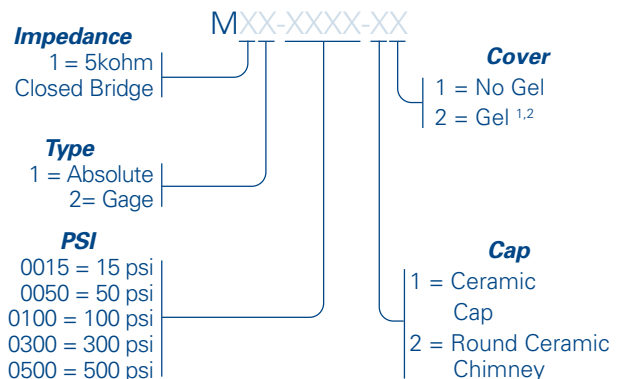 MXX-XXXX-XX
Impedance
1 = 5kohm
Closed Bridge
Type
1 = Absolute
2= Gage
PSI
0015 = 15 psi
0050 = 50 psi
0100 = 100 psi
0300 = 300 psi
0500 = 500 psi
Cover
1 = No Gel
2 = Gel 1,2
Cap
1 = Ceramic
Cap
2 = Round Ceramic
Chimney